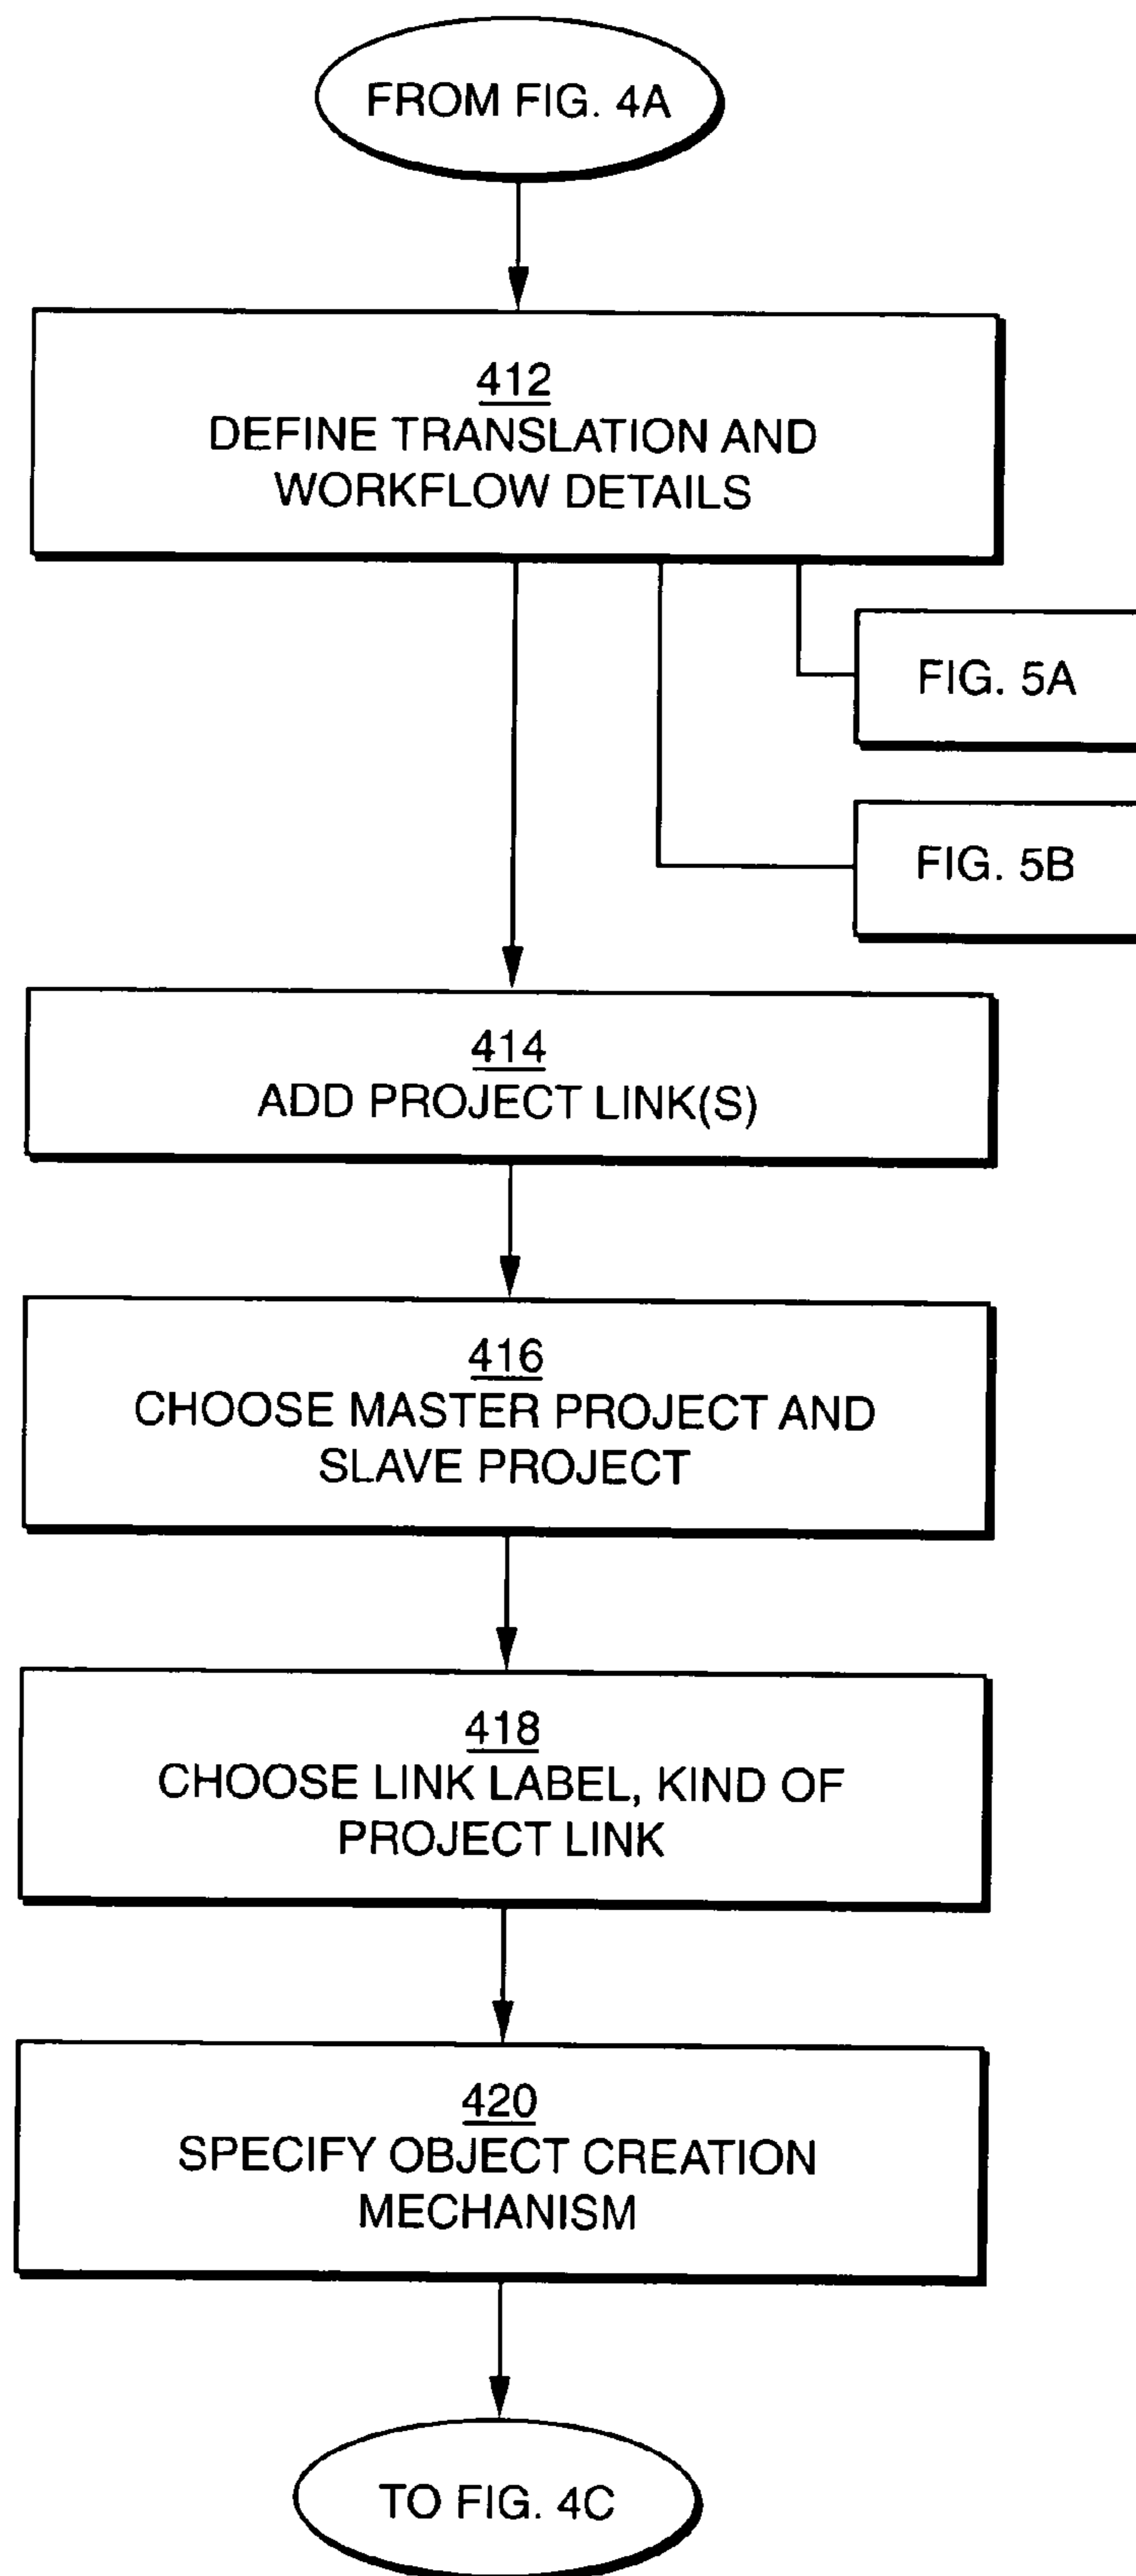 FROM FIG. 4A
412
DEFINE TRANSLATION AND
WORKFLOW DETAILS
FIG. 5A
FIG. 5B
414
ADD PROJECT LINK(S)
416
CHOOSE MASTER PROJECT AND
SLAVE PROJECT
418
CHOOSE LINK LABEL, KIND OF
PROJECT LINK
420
SPECIFY OBJECT CREATION
MECHANISM
TO FIG. 4C